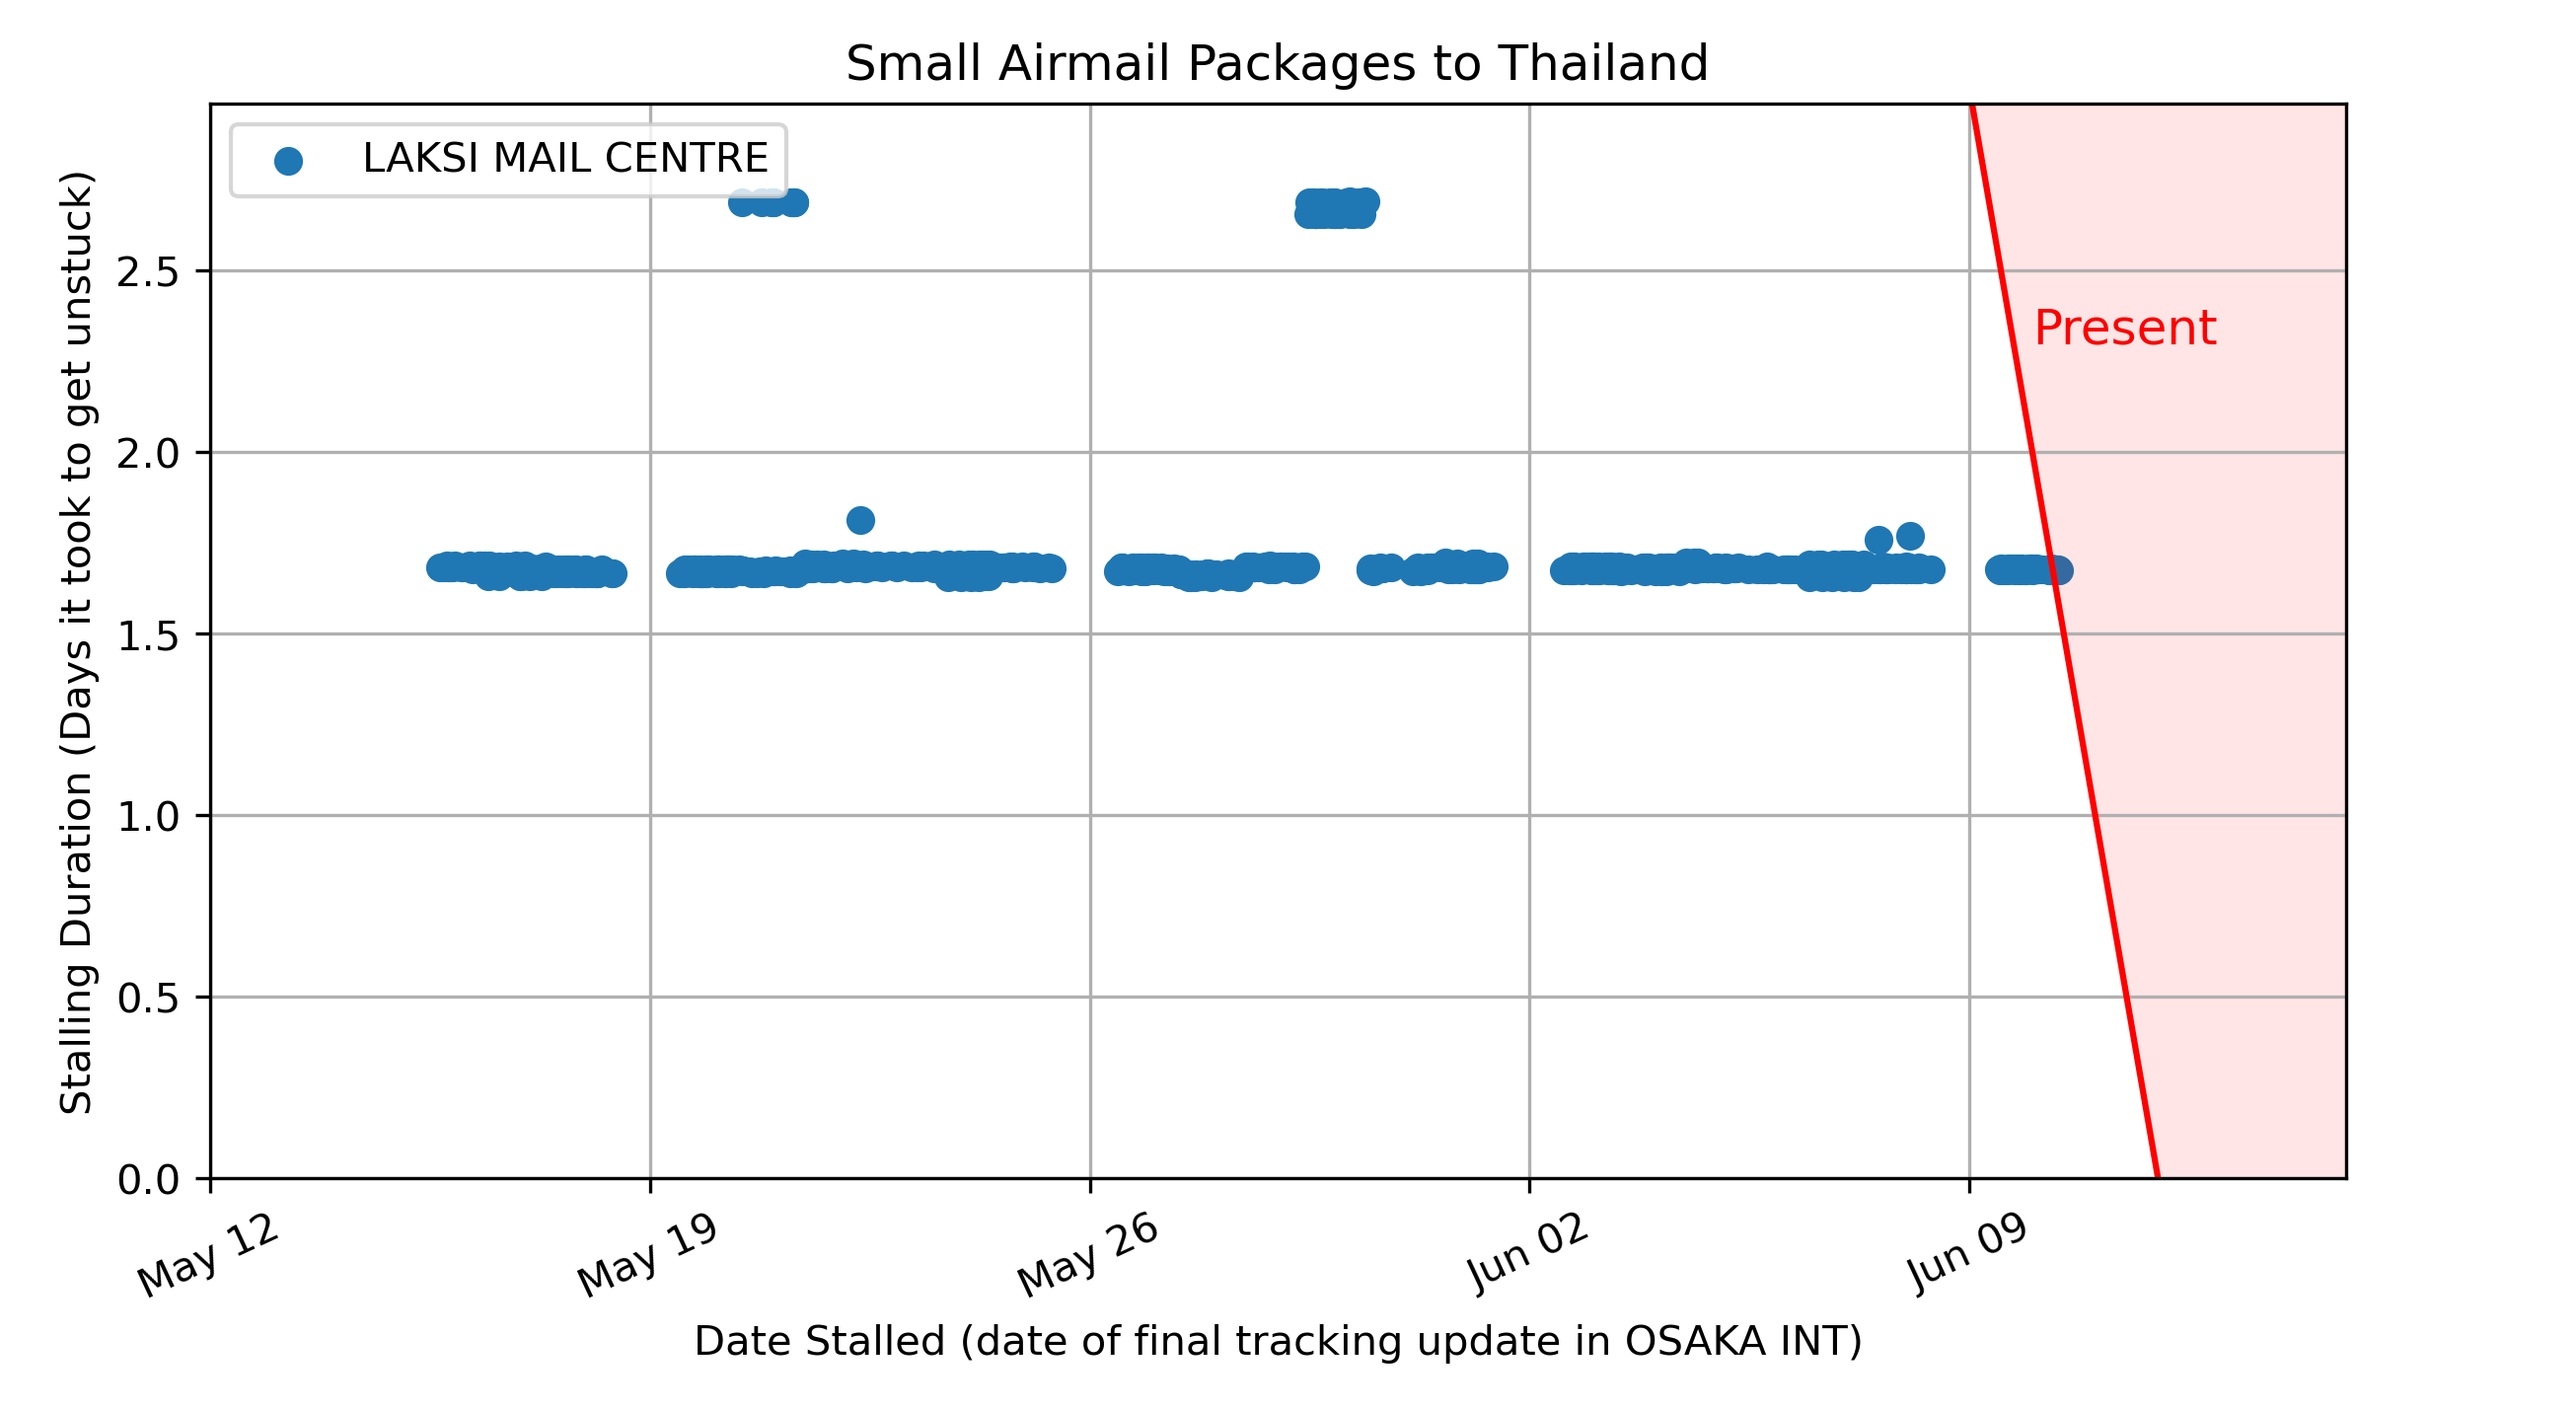 Small Airmail Packages to Thailand
LAKSI MAIL CENTRE
Present
Stalling Duration (Days it took to get unstuck)
2.5
2.0
1.5
1.0
0.5
0.0
May 12
May 19
May 26
Jun 02
Jun 09
Date Stalled (date of final tracking update in OSAKA INT)